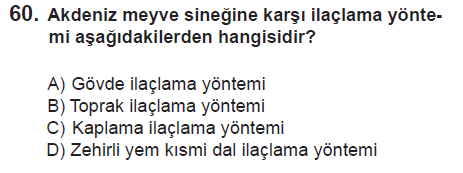 60. Akdeniz meyve sineğine karşı ilaçlama yönte-
mi aşağıdakilerden hangisidir?
A) Gövde ilaçlama yöntemi
B) Toprak ilaçlama yöntemi
C) Kaplama ilaçlama yöntemi
D) Zehirli yem kısmi dal ilaçlama yöntemi